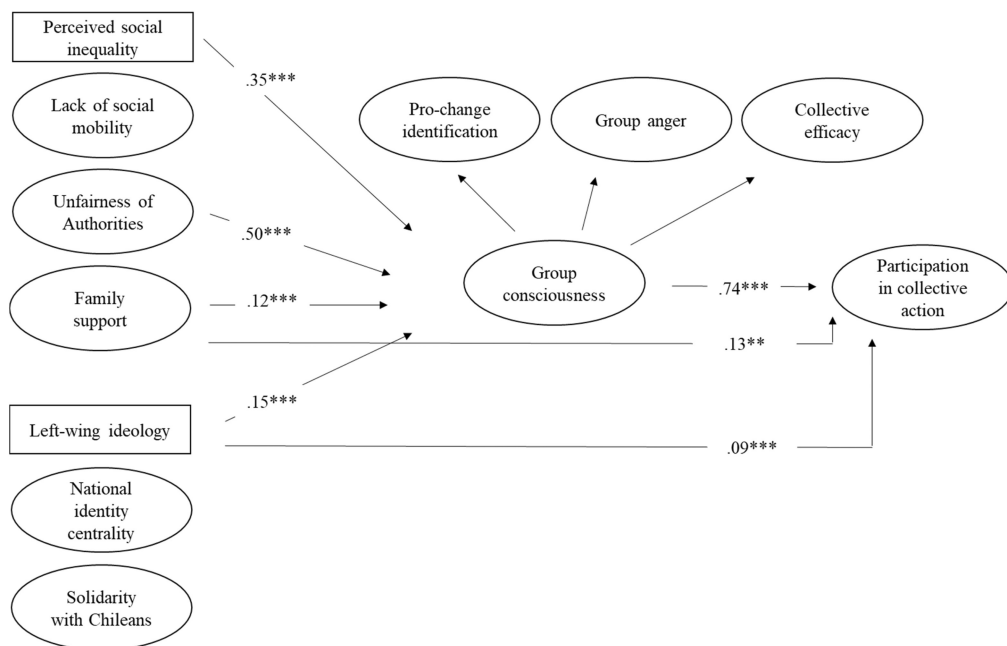 Perceived social
inequality
Lack of social
mobility
Unfairness of
Authorities
Family
support
Left-wing ideology
National
identity
centrality
Solidarity
with Chileans
.35***
.50***
.12***
.15***
Pro-change
identification
Group anger
Collective
efficacy
Group
consciousness
.74***
.13**
.09***
Participation
in collective
action